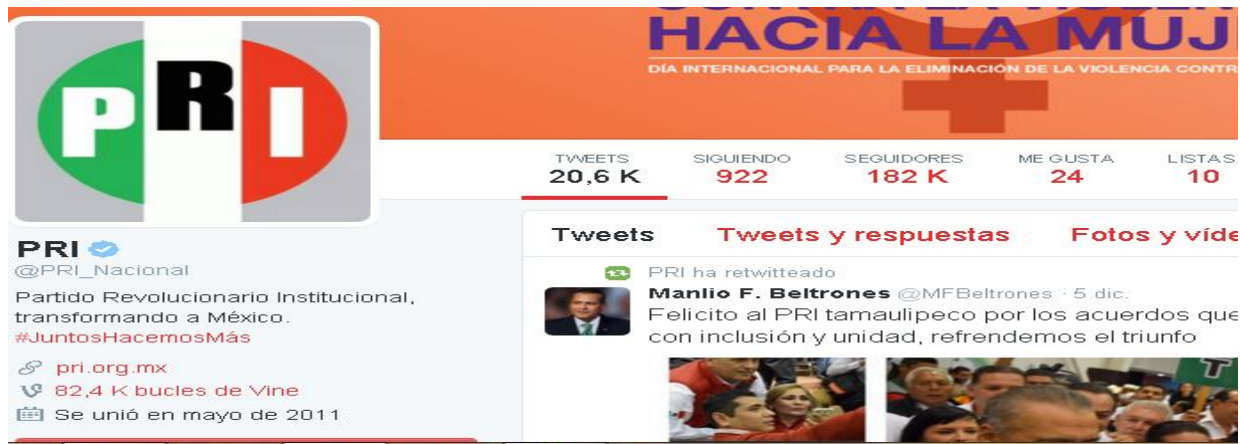 HACIA LA MUJ
DÍA INTERNACIONAL PARA LA ELIMINACIÓN DE LA VIOLENCIA CONTR
PRI
TWEETS SIGUIENDO SEGUIDORES ME GUSTA LISTAS
20,6 K 922 182 K 24 10
PRI
@PRI_Nacional
Partido Revolucionario Institucional,
transformando a México.
#JuntosHacemosMás
pri.org.mx
82,4 K bucles de Vine
Se unió en mayo de 2011
Tweets Tweets y respuestas Fotos y víde
PRI ha retwitteado
Manlio F. Beltrones @MFBeltrones · 5 dic.
Felicito al PRI tamaulipeco por los acuerdos que
con inclusión y unidad, refrendemos el triunfo
T